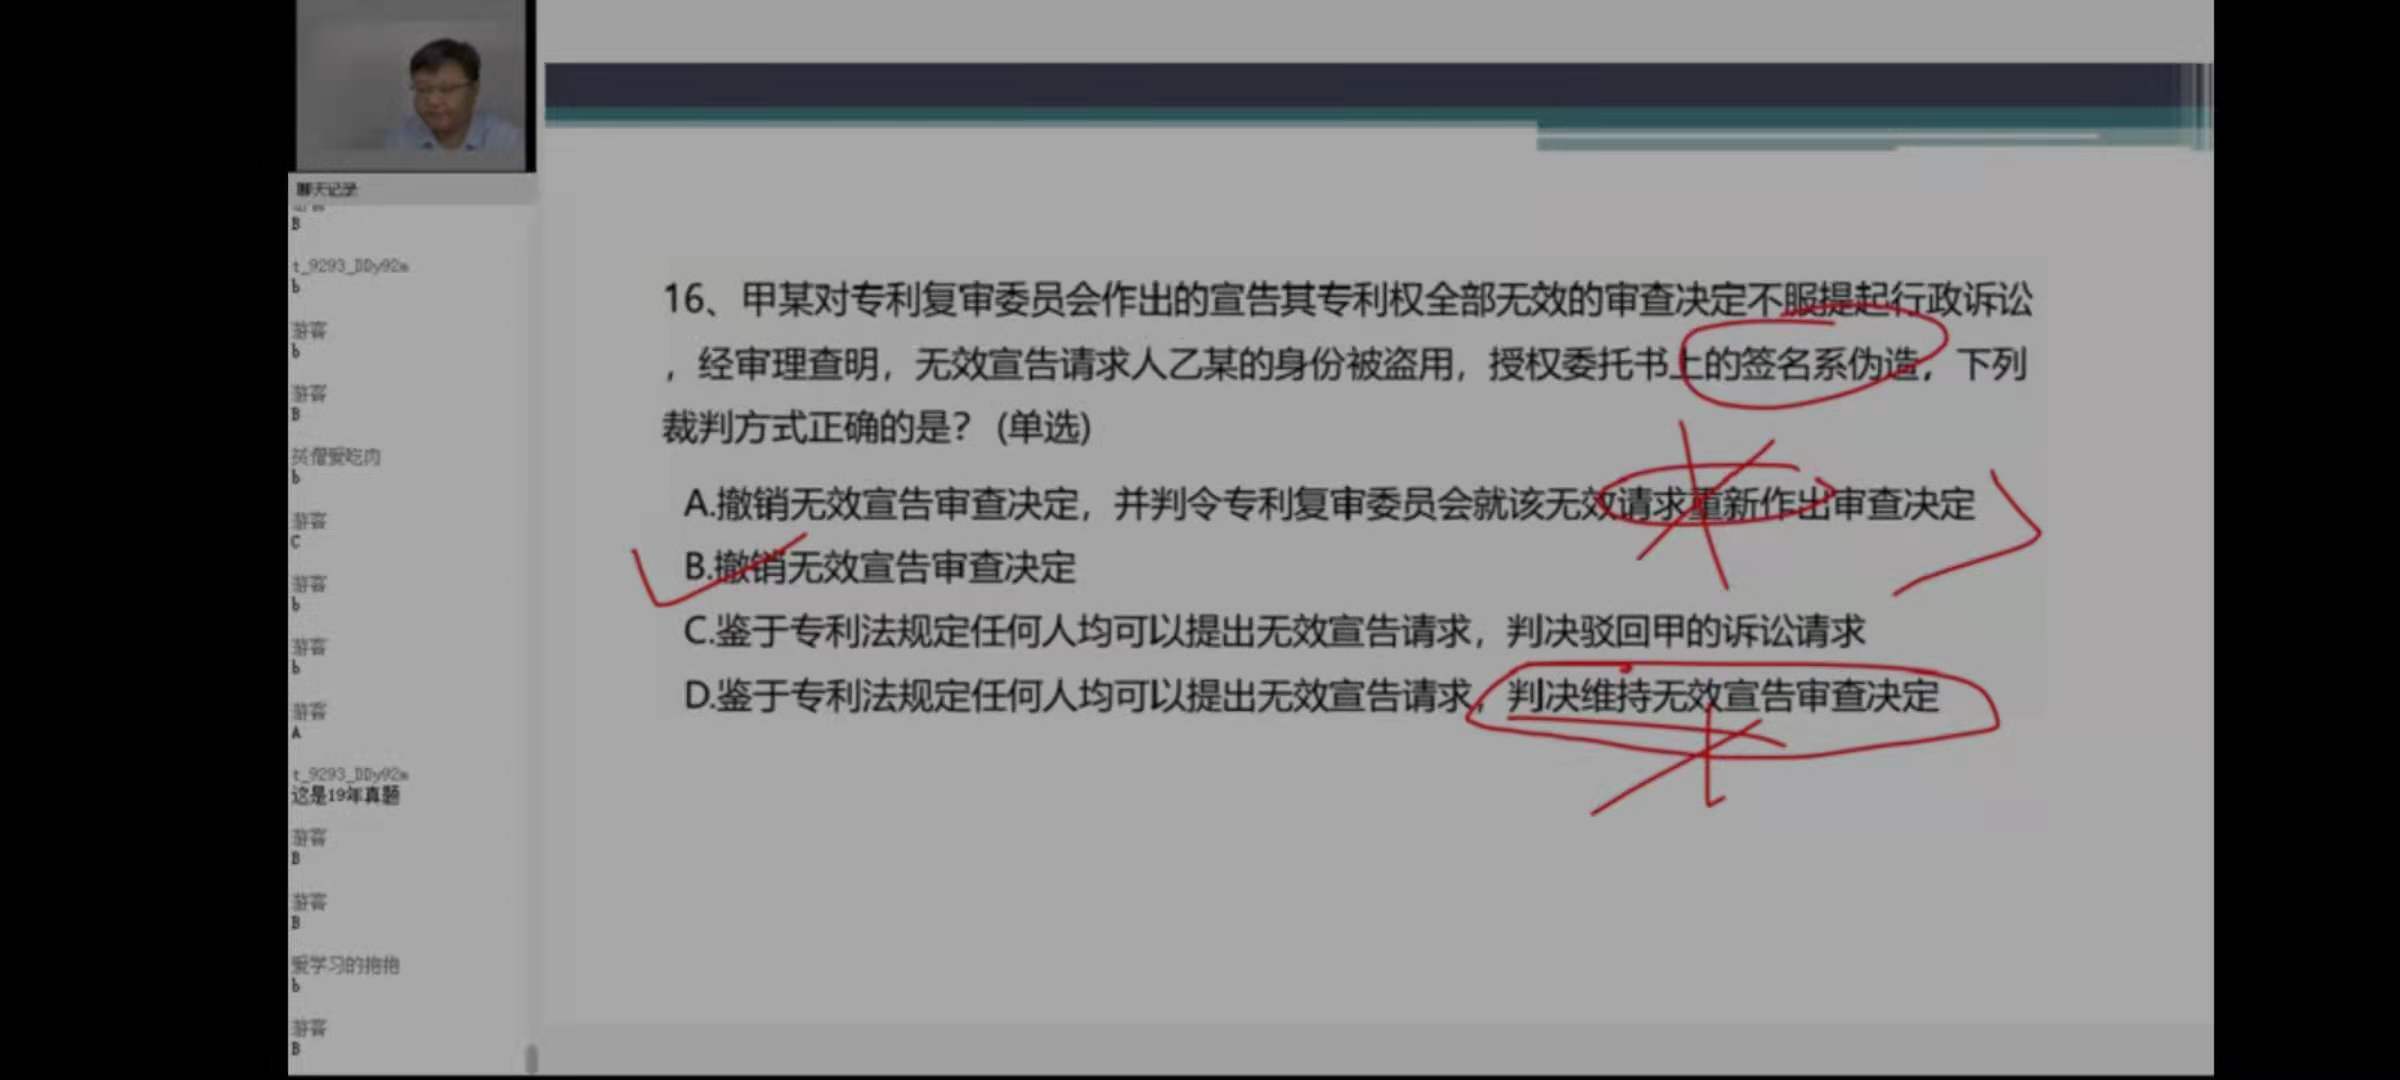 聊天记录
游客
B
t_9293_DDy92m
b
游客
b
游客
B
英俊爱吃肉
b
游客
C
游客
b
游客
b
游客
A
t_9293_DDy92m
这是19年真题
游客
B
游客
B
爱学习的抱抱
b
游客
B
16、甲某对专利复审委员会作出的宣告其专利权全部无效的审查决定不服提起行政诉讼
，经审理查明，无效宣告请求人乙某的身份被盗用，授权委托书上的签名系伪造，下列
裁判方式正确的是？(单选)
A.撤销无效宣告审查决定，并判令专利复审委员会就该无效请求重新作出审查决定
B.撤销无效宣告审查决定
C.鉴于专利法规定任何人均可以提出无效宣告请求，判决驳回甲的诉讼请求
D.鉴于专利法规定任何人均可以提出无效宣告请求，判决维持无效宣告审查决定